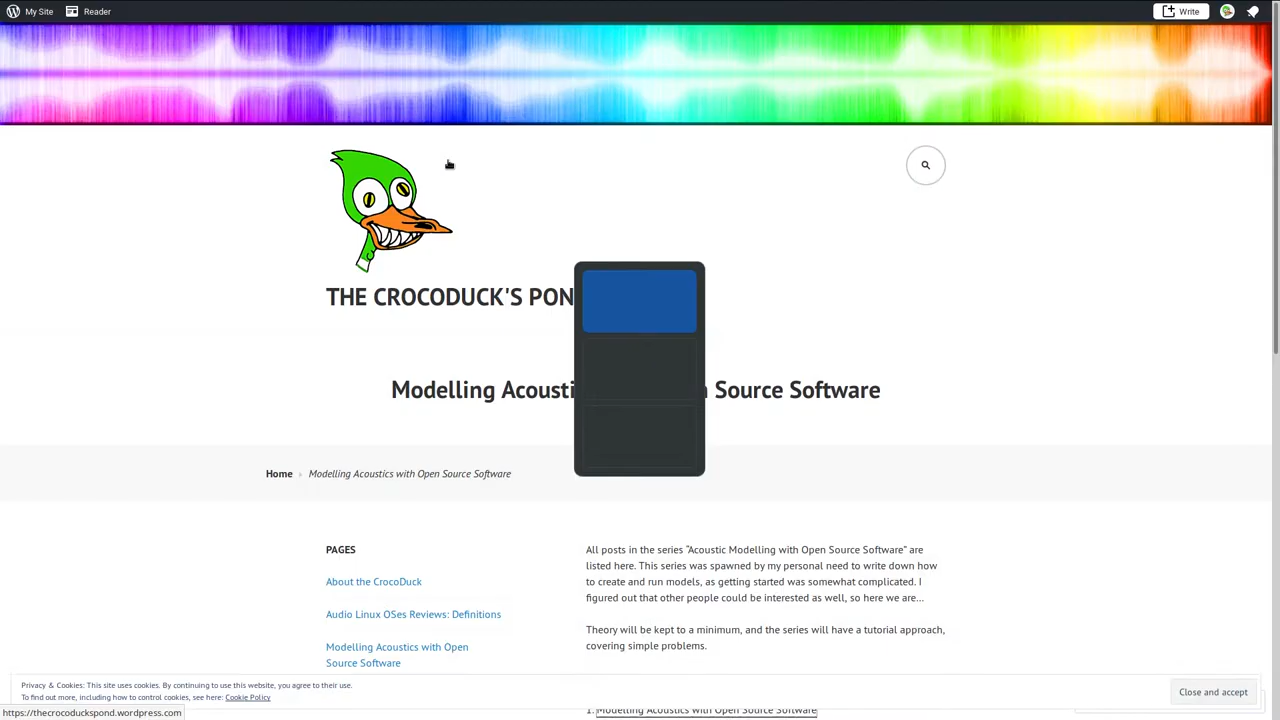 My Site Reader Write
THE CROCODUCK'S PON
Modelling Acousti Source Software
Home › Modelling Acoustics with Open Source Software
PAGES
About the CrocoDuck
Audio Linux OSes Reviews: Definitions
Modelling Acoustics with Open
Source Software
All posts in the series “Acoustic Modelling with Open Source Software” are
listed here. This series was spawned by my personal need to write down how
to create and run models, as getting started was somewhat complicated. I
figured out that other people could be interested as well, so here we are…
Theory will be kept to a minimum, and the series will have a tutorial approach,
covering simple problems.
1. Modelling Acoustics with Open Source Software
Privacy & Cookies: This site uses cookies. By continuing to use this website, you agree to their use.
To find out more, including how to control cookies, see here: Cookie Policy
Close and accept
https://thecrocoduckspond.wordpress.com